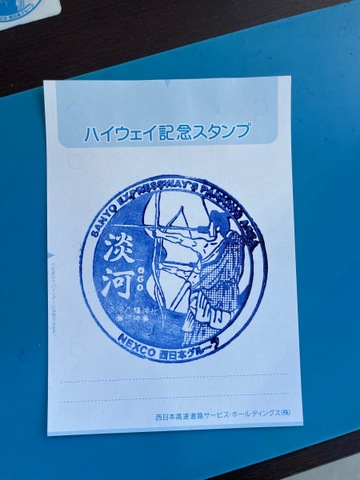 ハイウェイ記念スタンプ
SANYO EXPRESSWAY'S PARKING AREA
淡河
OGO
NEXCO 西日本グループ
西日本高速道路サービス・ホールディングス(株)